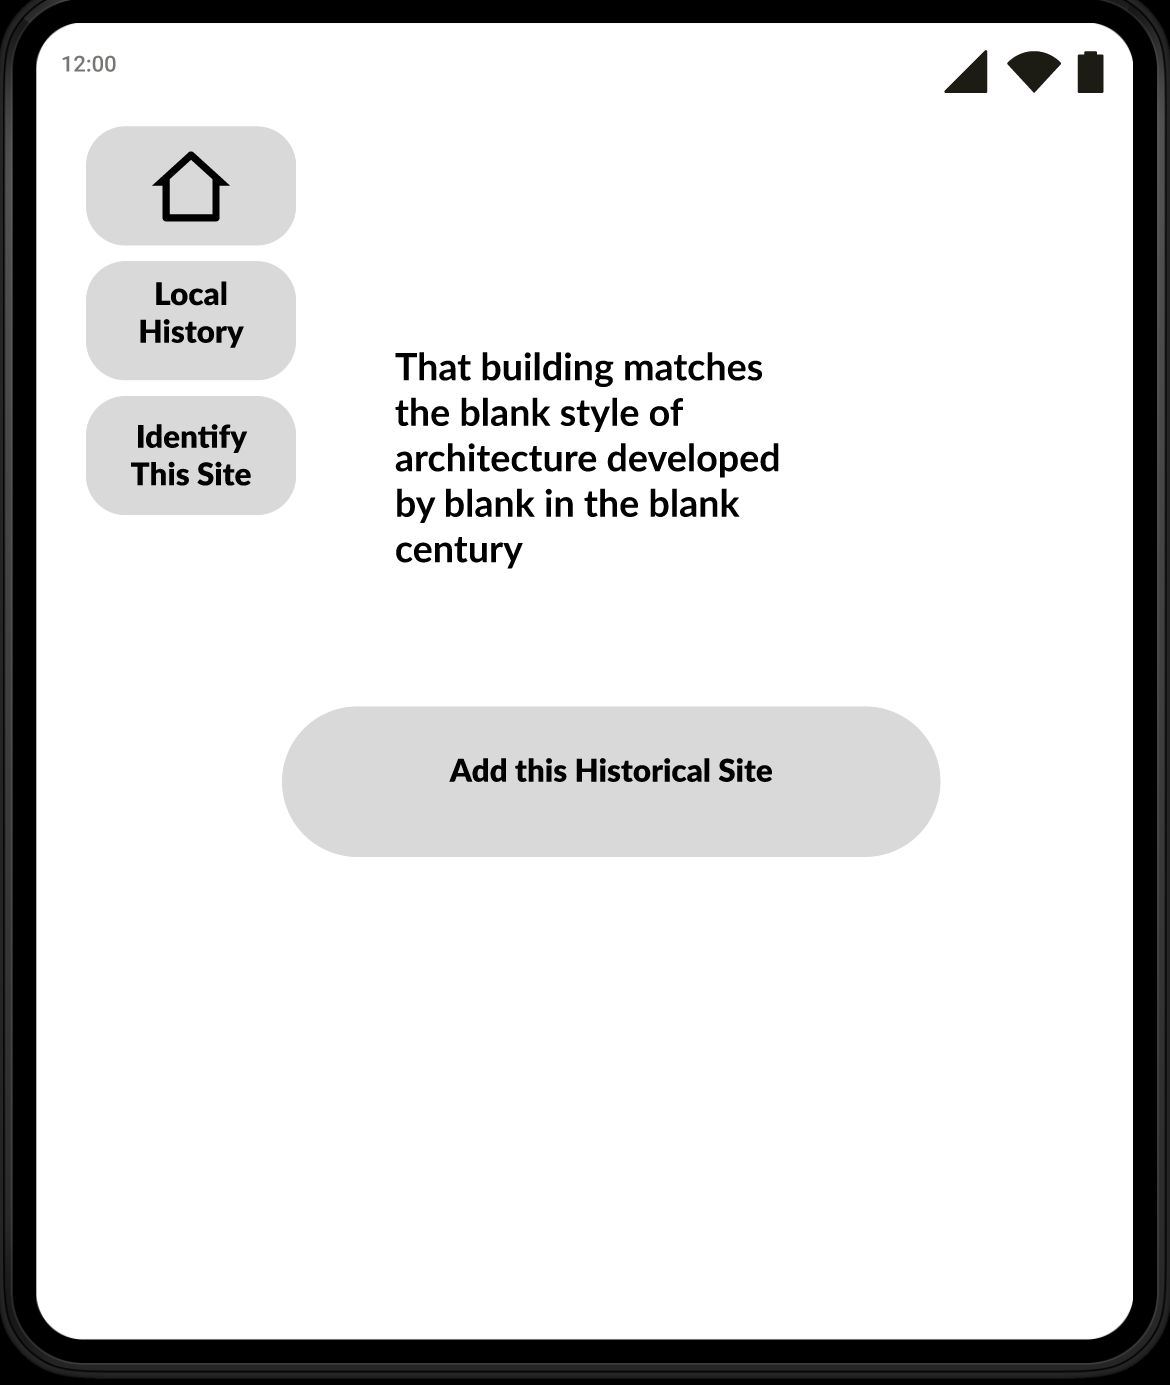 12:00
Local
History
Identify
This Site
That building matches
the blank style of
architecture developed
by blank in the blank
century
Add this Historical Site